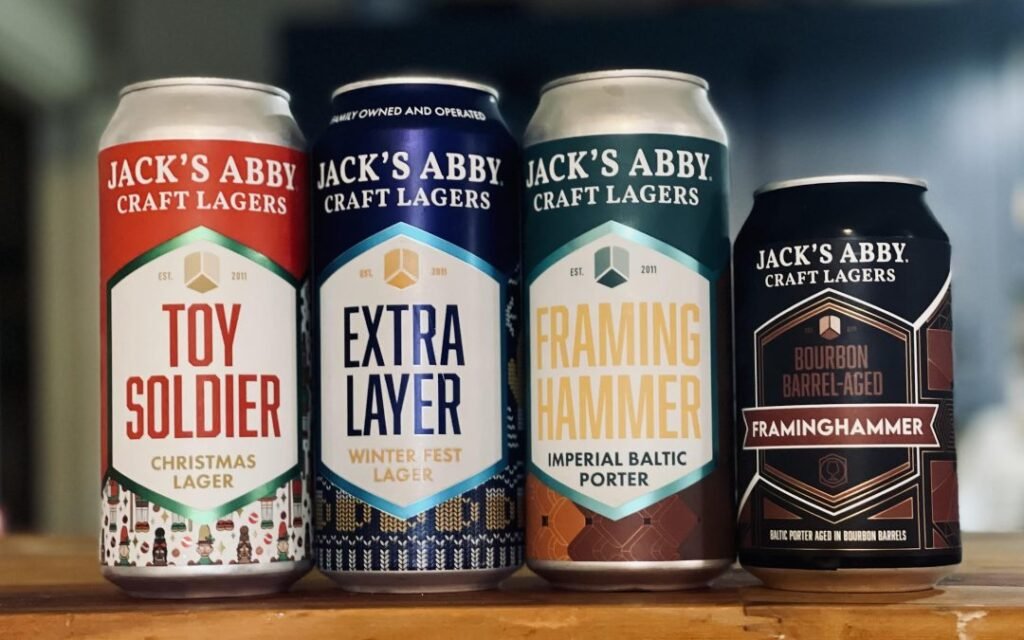 JACK'S ABBY
CRAFT LAGERS
EST. 2011
TOY
SOLDIER
CHRISTMAS
LAGER
FAMILY OWNED AND OPERATED
JACK'S ABBY
CRAFT LAGERS
EST. 2011
EXTRA
LAYER
WINTER FEST
LAGER
JACK'S ABBY
CRAFT LAGERS
EST. 2011
FRAMING
HAMMER
IMPERIAL BALTIC
PORTER
JACK'S ABBY
CRAFT LAGERS
EST. 2011
BOURBON
BARREL-AGED
FRAMINGHAMMER
BALTIC PORTER AGED IN BOURBON BARRELS